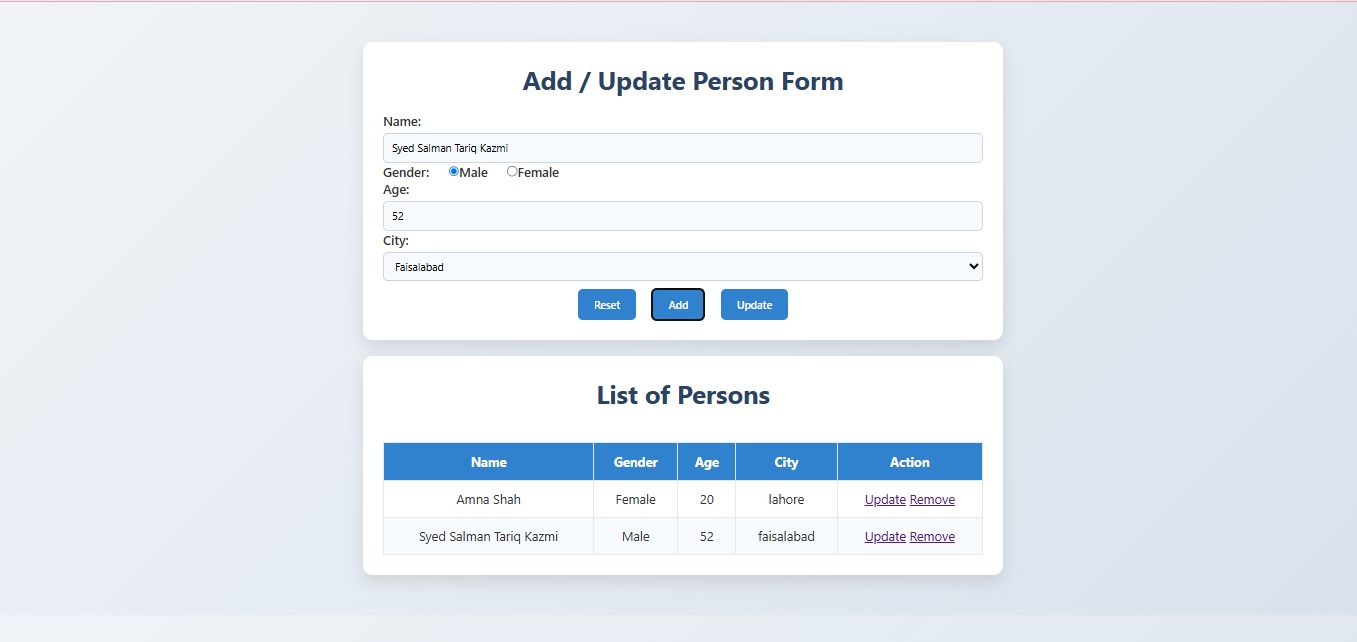 Add / Update Person Form
Name:
Syed Salman Tariq Kazmi
Gender: Male Female
Age:
52
City:
Faisalabad
Reset Add Update
List of Persons
Name Gender Age City Action
Amna Shah Female 20 lahore Update Remove
Syed Salman Tariq Kazmi Male 52 faisalabad Update Remove